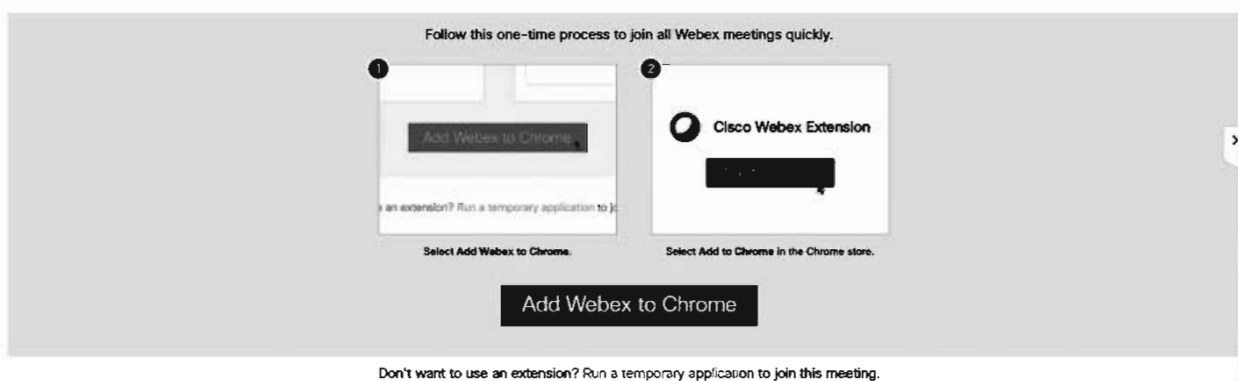 Follow this one-time process to join all Webex meetings quickly.
1
2
Add Webex to Chrome
Cisco Webex Extension
an extension? Run a temporary application to jo
Select Add Webex to Chrome.
Select Add to Chrome in the Chrome store.
Add Webex to Chrome
Don't want to use an extension? Run a temporary application to join this meeting.